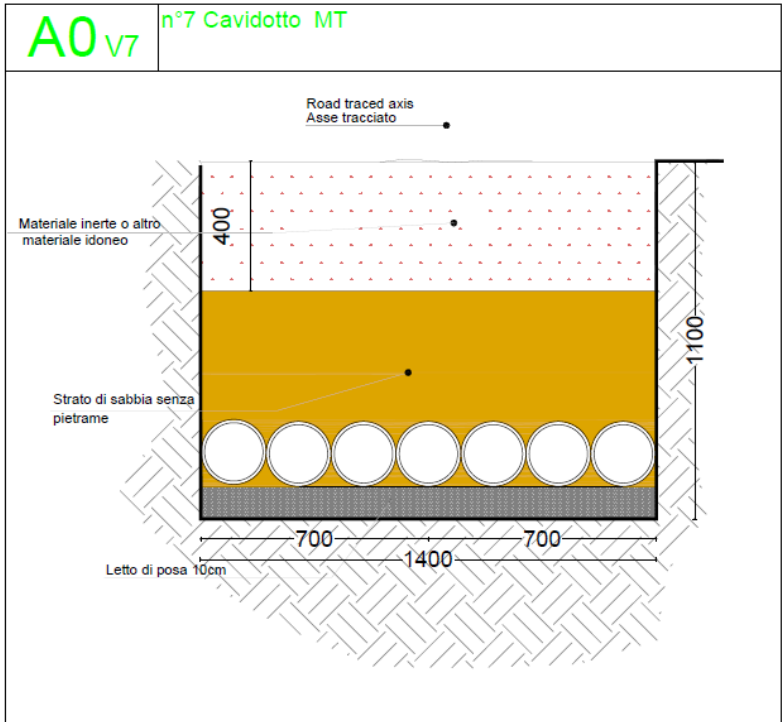 A0 V7
n°7 Cavidotto MT
Road traced axis
Asse tracciato
Materiale inerte o altro
materiale idoneo
400
1100
Strato di sabbia senza
pietrame
700 700
1400
Letto di posa 10cm